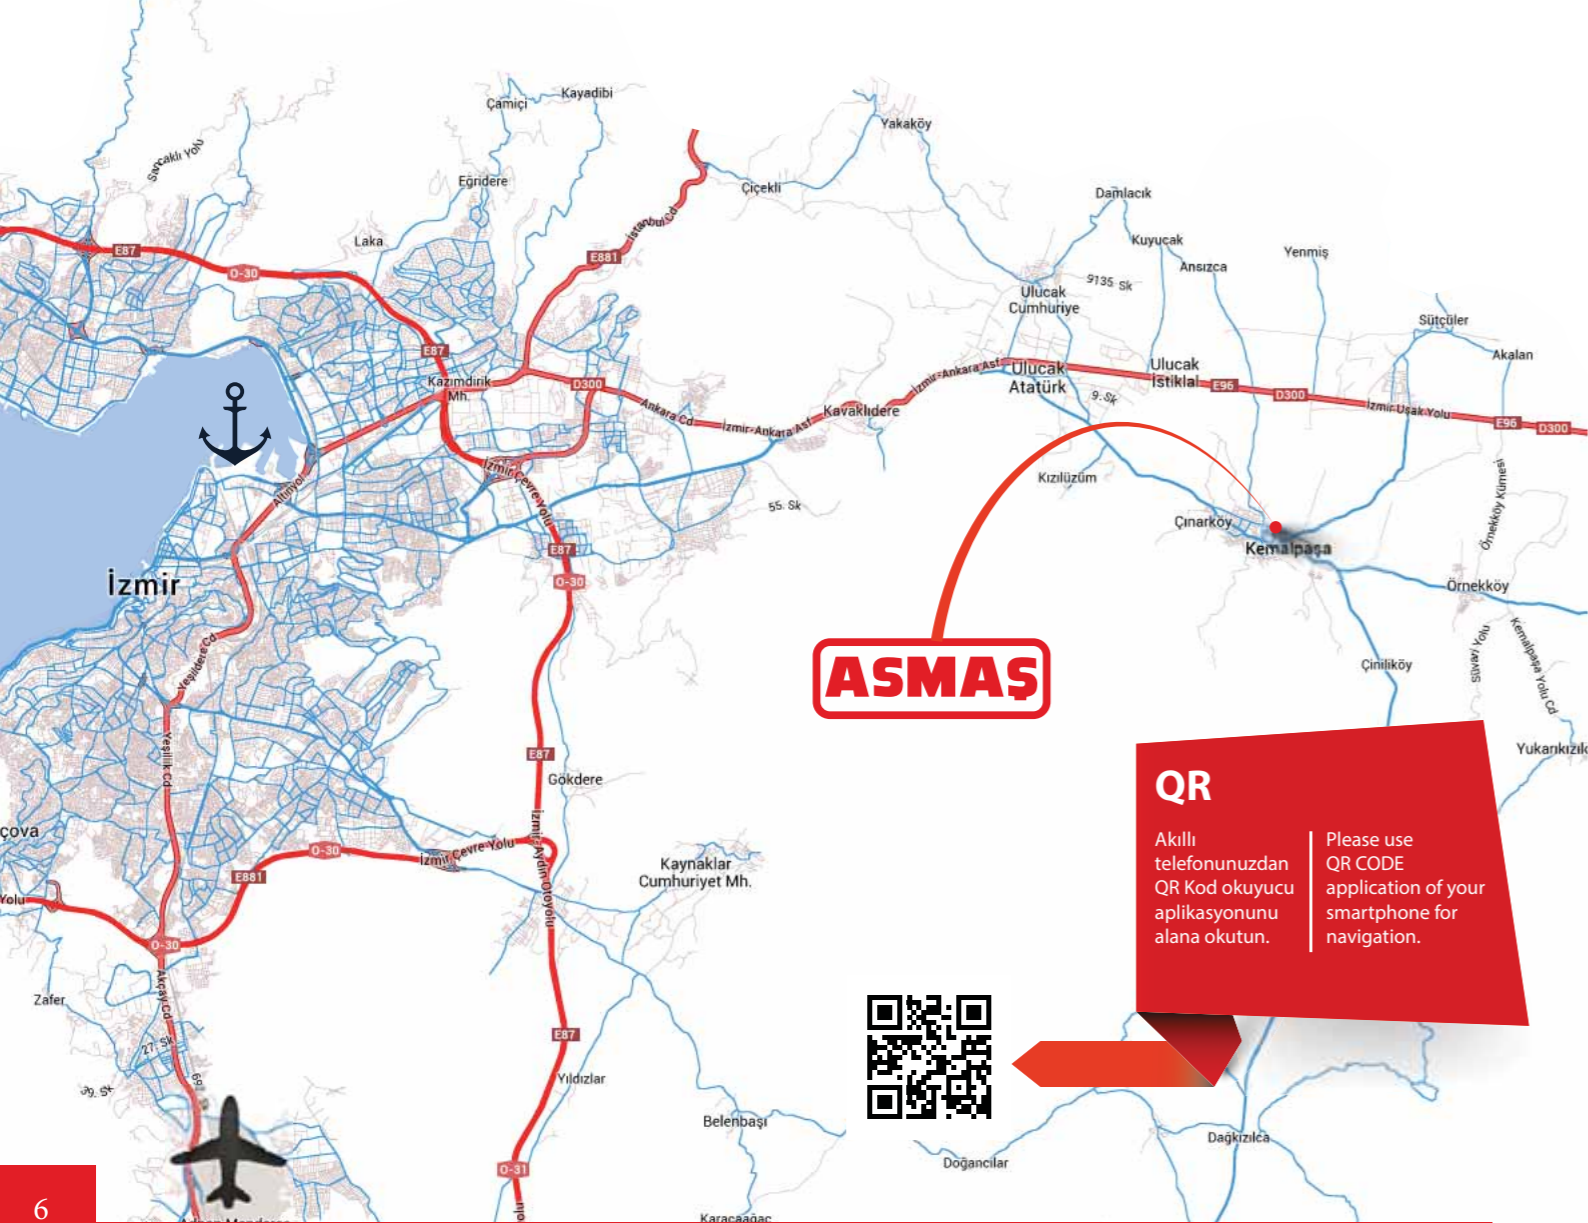 Çamiçi
Kayadibi
Yakaköy
Sancaklı Yolu
Eğridere
Çiçekli
Damlacık
İstanbul Cd
Laka
E87
O-30
E881
Kuyucak
Ansızca
Yenmiş
9135. Sk
Ulucak
Cumhuriye
Sütçüler
Akalan
E87
Kazımdirik
Mh.
D300
Ankara Cd
İzmir-Ankara Asf
Kavaklıdere
İzmir-Ankara Asf
Ulucak
Atatürk
9. Sk
Ulucak
İstiklal
E96
D300
İzmir Uşak Yolu
E96
D300
Altınyol
İzmir Çevre Yolu
55. Sk
Kızılüzüm
Çınarköy
Kemalpaşa
Örnekköy Kümesi
Örnekköy
E87
O-30
İzmir
Yeşildere Cd
Yeşillik Cd
ASMAŞ
Çiniliköy
Süvari Yolu
Kemalpaşa Yolu Cd
Yukarıkızılc
E87
Gökdere
çova
O-30
İzmir Çevre Yolu
İzmir-Aydın Otoyolu
Kaynaklar
Cumhuriyet Mh.
E881
Yolu
O-30
Akçay Cd
Zafer
27. Sk
39. Sk
E87
Yıldızlar
Belenbaşı
O-31
Doğancılar
Dağkızılca
Karacaağaç
QR
Akıllı
telefonunuzdan
QR Kod okuyucu
aplikasyonunu
alana okutun.
Please use
QR CODE
application of your
smartphone for
navigation.
6